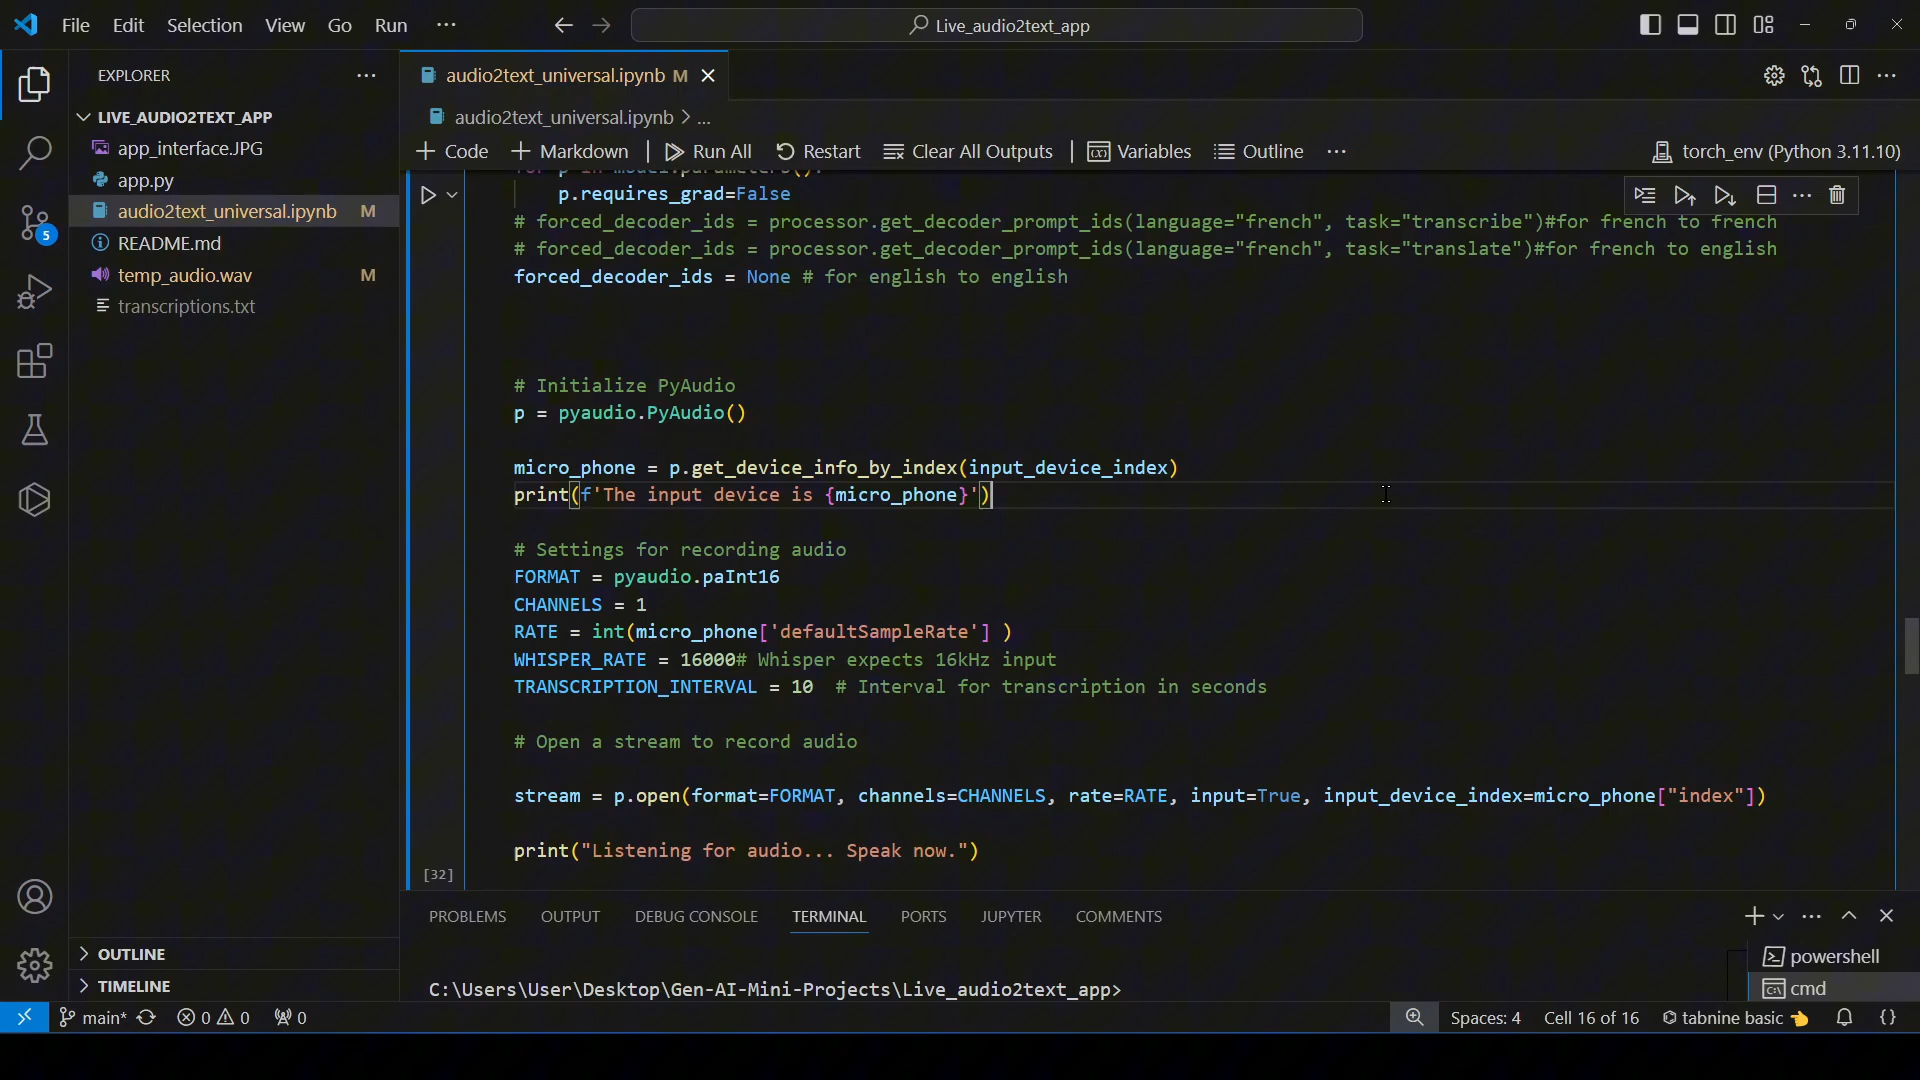 File Edit Selection View Go Run ···
Live_audio2text_app
EXPLORER ···
LIVE_AUDIO2TEXT_APP
app_interface.JPG
app.py
audio2text_universal.ipynb M
README.md
temp_audio.wav M
transcriptions.txt
5
OUTLINE
TIMELINE
audio2text_universal.ipynb M
audio2text_universal.ipynb > ...
+ Code + Markdown Run All Restart Clear All Outputs Variables Outline ···
torch_env (Python 3.11.10)
for p in model.parameters():
p.requires_grad=False
# forced_decoder_ids = processor.get_decoder_prompt_ids(language="french", task="transcribe")#for french to french
# forced_decoder_ids = processor.get_decoder_prompt_ids(language="french", task="translate")#for french to english
forced_decoder_ids = None # for english to english
# Initialize PyAudio
p = pyaudio.PyAudio()
micro_phone = p.get_device_info_by_index(input_device_index)
print(f'The input device is {micro_phone}')
# Settings for recording audio
FORMAT = pyaudio.paInt16
CHANNELS = 1
RATE = int(micro_phone['defaultSampleRate'] )
WHISPER_RATE = 16000# Whisper expects 16kHz input
TRANSCRIPTION_INTERVAL = 10  # Interval for transcription in seconds
# Open a stream to record audio
stream = p.open(format=FORMAT, channels=CHANNELS, rate=RATE, input=True, input_device_index=micro_phone["index"])
print("Listening for audio... Speak now.")
[32]
PROBLEMS OUTPUT DEBUG CONSOLE TERMINAL PORTS JUPYTER COMMENTS
powershell
cmd
C:\Users\User\Desktop\Gen-AI-Mini-Projects\Live_audio2text_app>
main* 0 0 0 Spaces: 4 Cell 16 of 16 tabnine basic 👈 {}